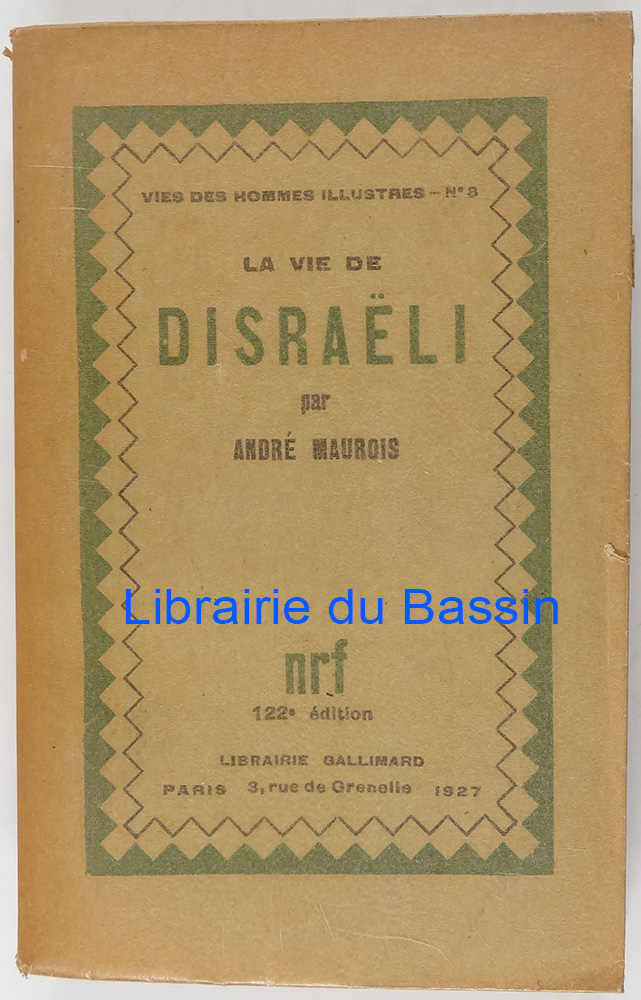 VIES DES HOMMES ILLUSTRES – Nº 8
LA VIE DE
DISRAËLI
par
ANDRÉ MAUROIS
Librairie du Bassin
nrf
122e édition
LIBRAIRIE GALLIMARD
PARIS 3, rue de Grenelle 1927